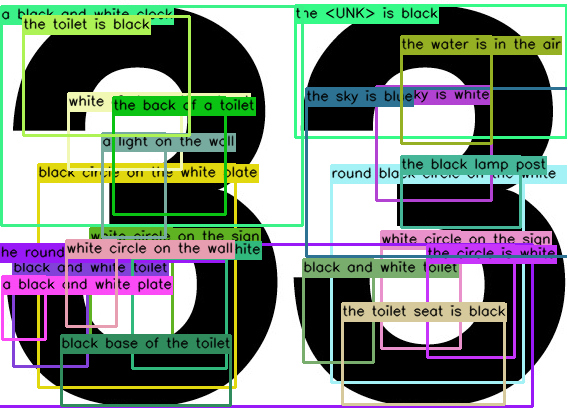 33
a black and white clock
the toilet is black
the <UNK> is black
the water is in the air
white
the back of a toilet
the sky is blue
ky is white
a light on the wall
black circle on the white plate
the black lamp post
round black circle on the white
white circle on the sign
white circle on the wall
hite
white circle on the sign
the circle is white
he round
black and white toilet
black and white toilet
a black and white plate
the toilet seat is black
black base of the toilet